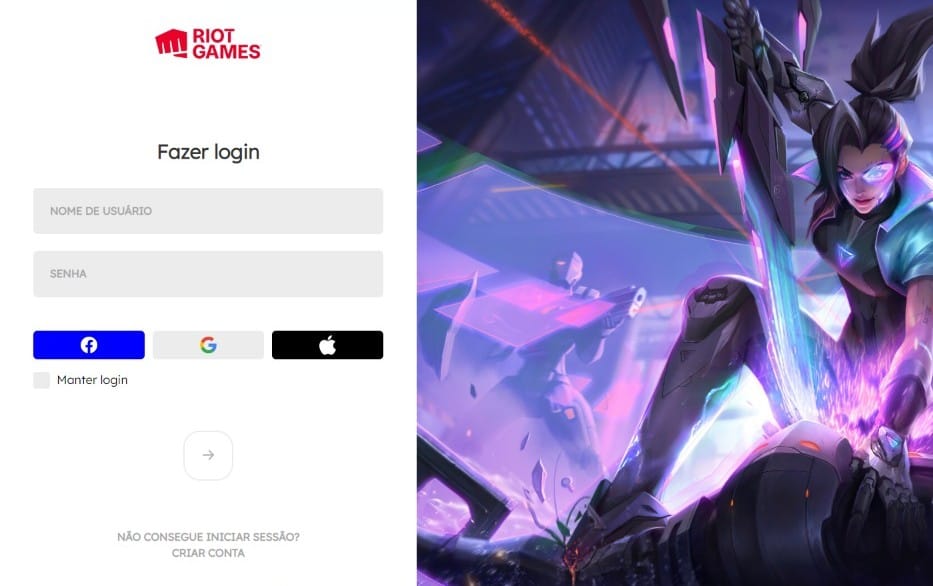 RIOT
GAMES
Fazer login
NOME DE USUÁRIO
SENHA
Manter login
NÃO CONSEGUE INICIAR SESSÃO?
CRIAR CONTA